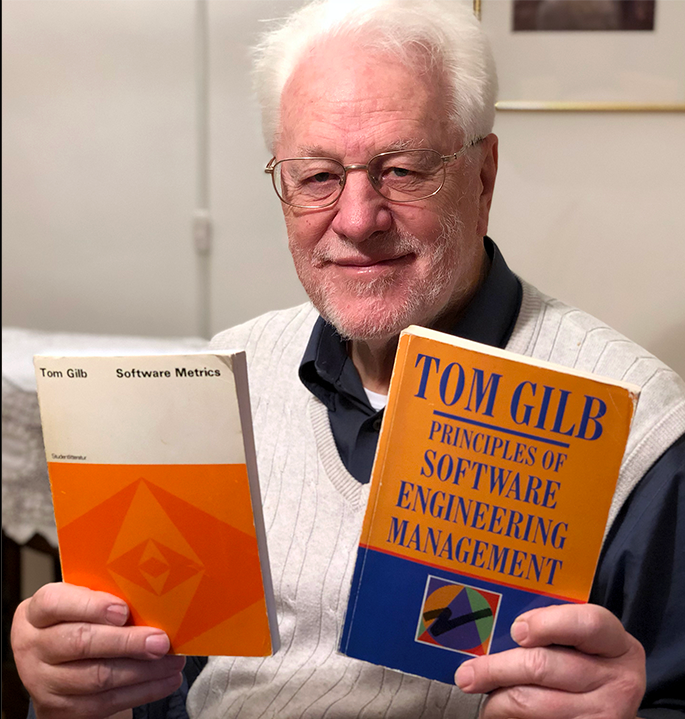 Tom Gilb Software Metrics
Studentlitteratur
TOM GILB
PRINCIPLES OF
SOFTWARE
ENGINEERING
MANAGEMENT